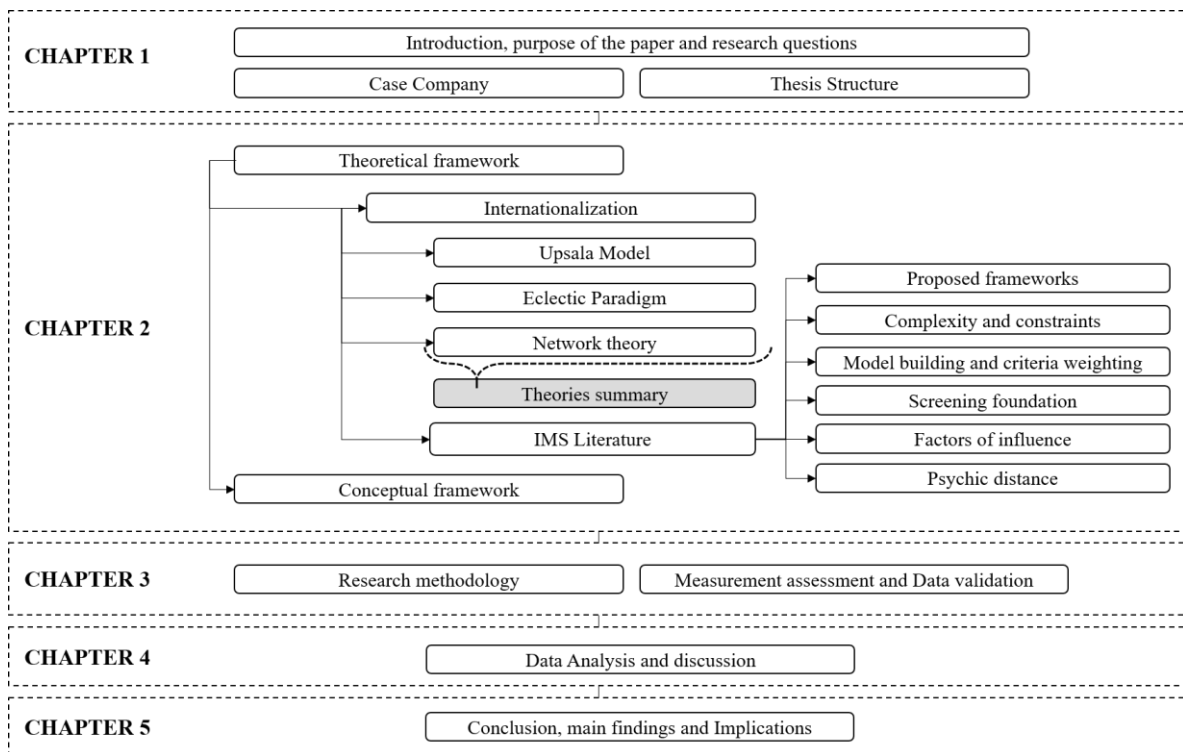 CHAPTER 1
Introduction, purpose of the paper and research questions
Case Company
Thesis Structure
CHAPTER 2
Theoretical framework
Internationalization
Upsala Model
Eclectic Paradigm
Network theory
Theories summary
IMS Literature
Conceptual framework
Proposed frameworks
Complexity and constraints
Model building and criteria weighting
Screening foundation
Factors of influence
Psychic distance
CHAPTER 3
Research methodology
Measurement assessment and Data validation
CHAPTER 4
Data Analysis and discussion
CHAPTER 5
Conclusion, main findings and Implications